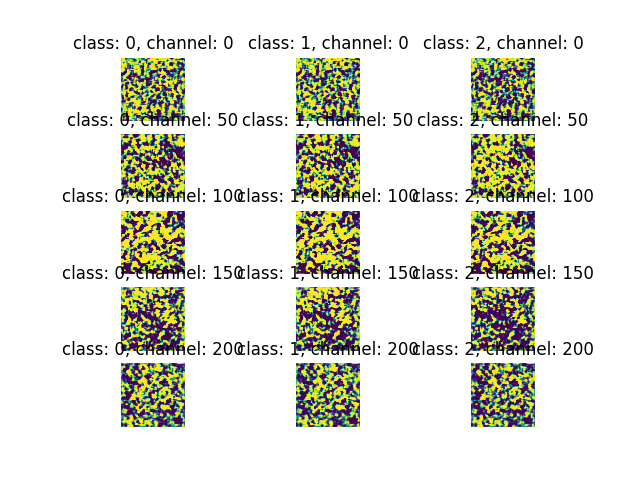 class: 0, channel: 0 class: 1, channel: 0 class: 2, channel: 0
class: 0, channel: 50 class: 1, channel: 50 class: 2, channel: 50
class: 0, channel: 100 class: 1, channel: 100 class: 2, channel: 100
class: 0, channel: 150 class: 1, channel: 150 class: 2, channel: 150
class: 0, channel: 200 class: 1, channel: 200 class: 2, channel: 200